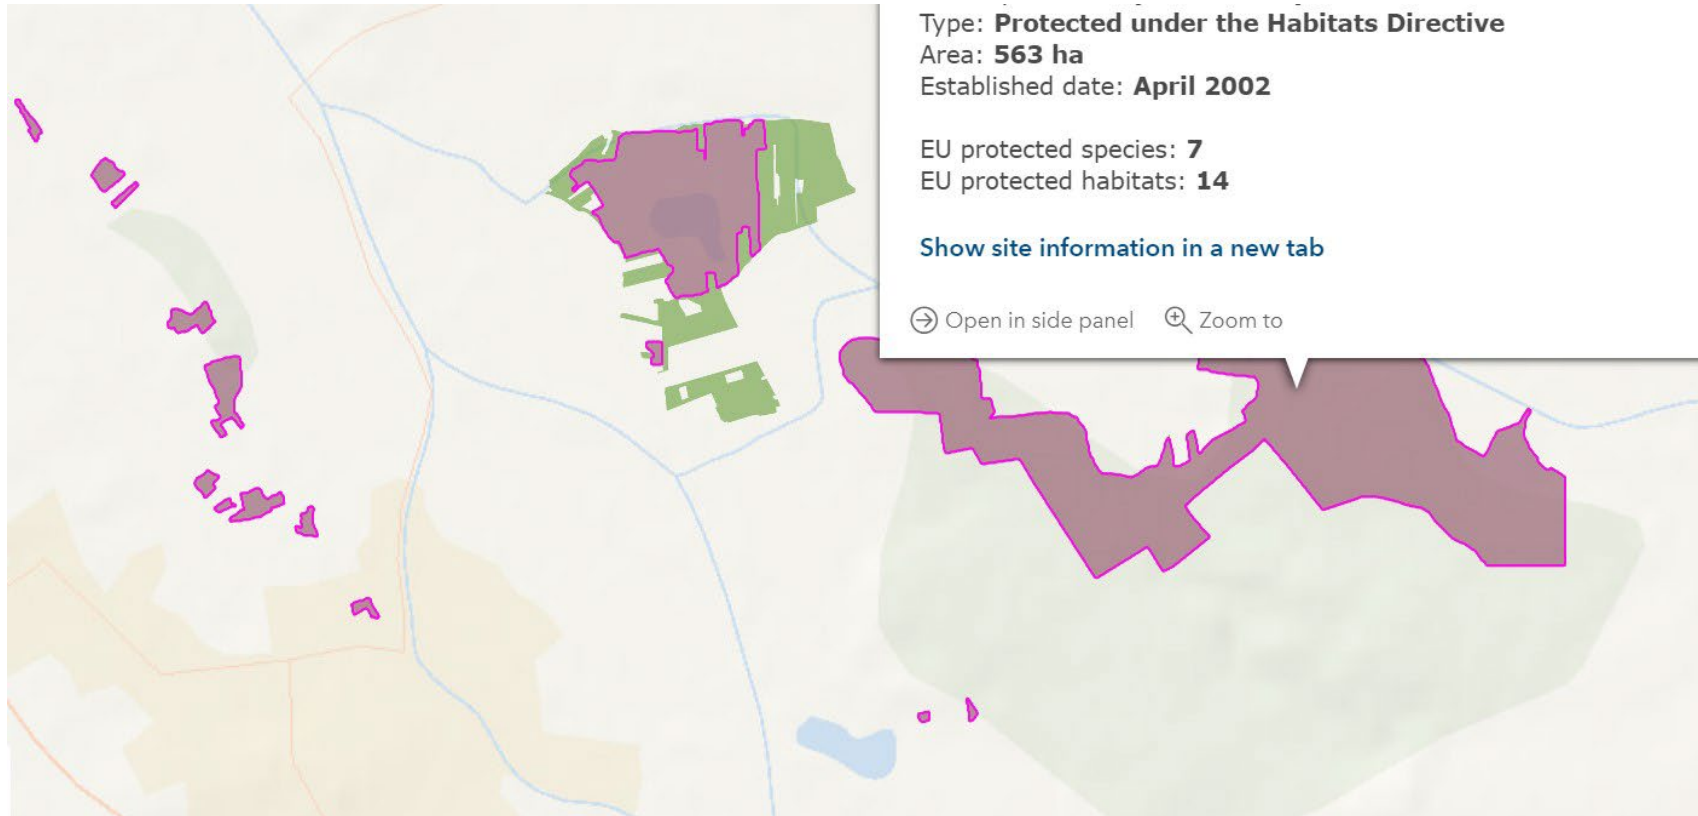 Type: Protected under the Habitats Directive
Area: 563 ha
Established date: April 2002
EU protected species: 7
EU protected habitats: 14
Show site information in a new tab
Open in side panel Zoom to